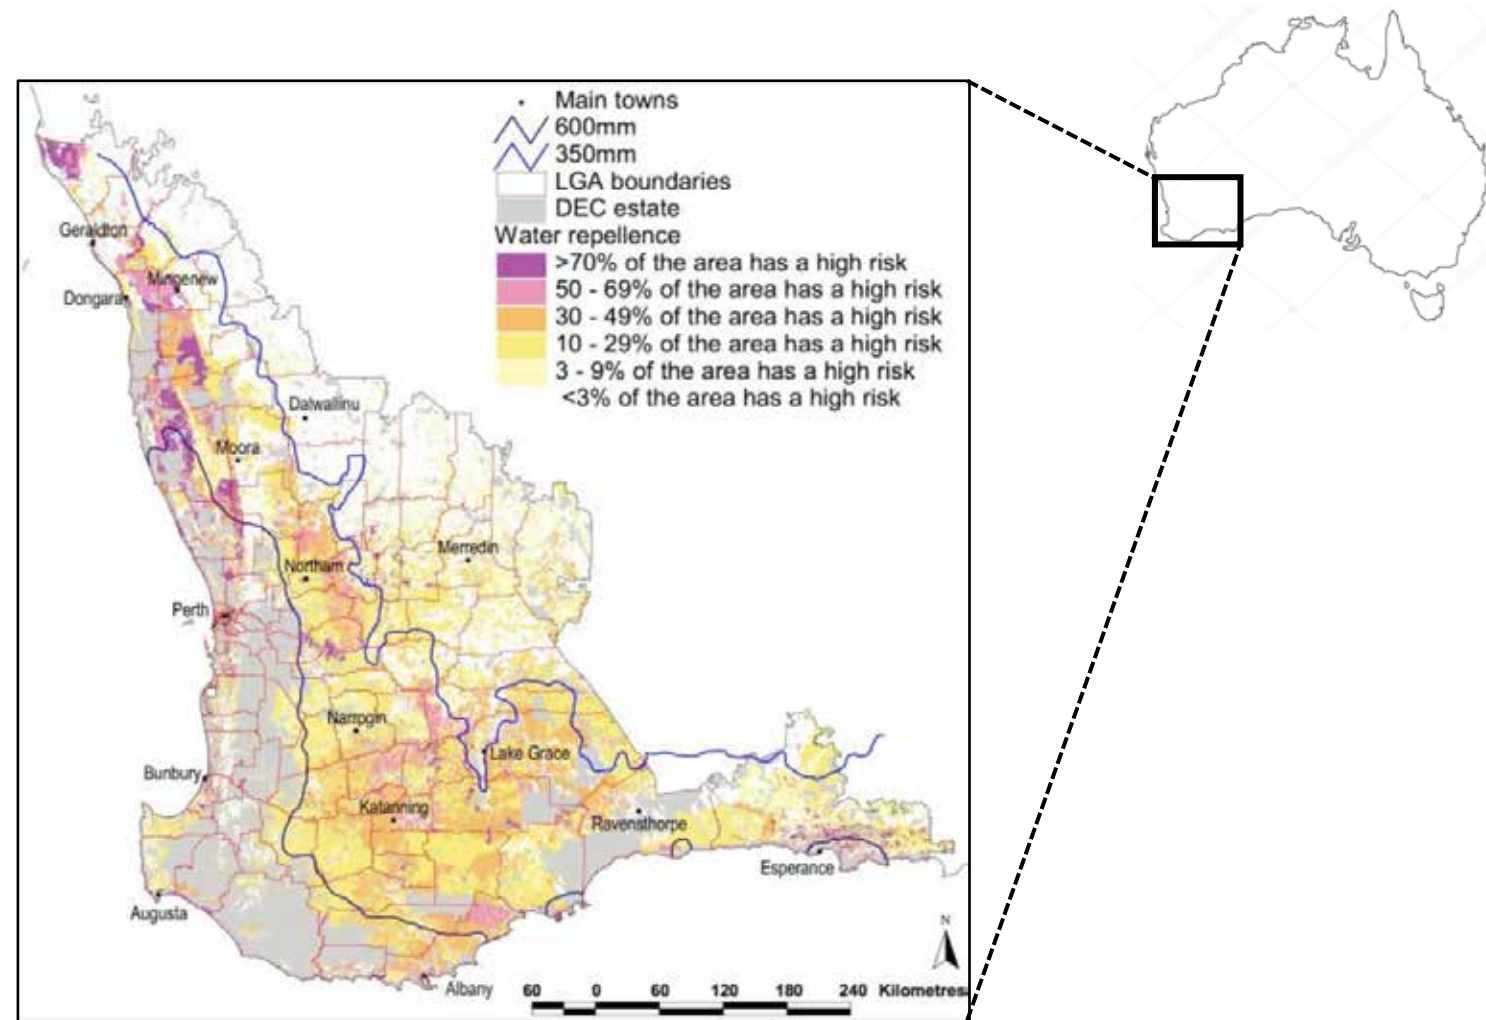 Main towns
600mm
350mm
LGA boundaries
DEC estate
Water repellence
>70% of the area has a high risk
50 - 69% of the area has a high risk
30 - 49% of the area has a high risk
10 - 29% of the area has a high risk
3 - 9% of the area has a high risk
<3% of the area has a high risk
Geraldton
Mingenew
Dongara
Dalwallinu
Moora
Merredin
Northam
Perth
Narrogin
Lake Grace
Bunbury
Katanning
Ravensthorpe
Esperance
Augusta
Albany
N
60 0 60 120 180 240 Kilometres